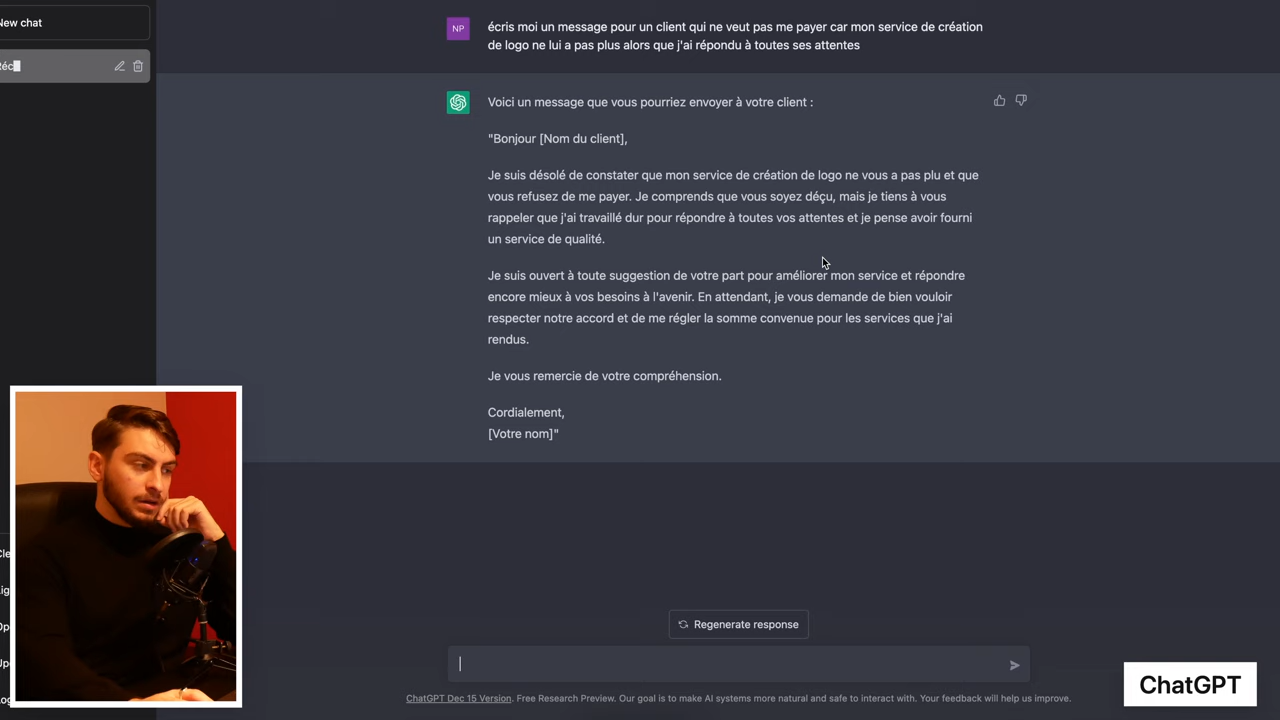 New chat
NP
écris moi un message pour un client qui ne veut pas me payer car mon service de création
de logo ne lui a pas plus alors que j'ai répondu à toutes ses attentes
Réc
Voici un message que vous pourriez envoyer à votre client :
"Bonjour [Nom du client],
Je suis désolé de constater que mon service de création de logo ne vous a pas plu et que
vous refusez de me payer. Je comprends que vous soyez déçu, mais je tiens à vous
rappeler que j'ai travaillé dur pour répondre à toutes vos attentes et je pense avoir fourni
un service de qualité.
Je suis ouvert à toute suggestion de votre part pour améliorer mon service et répondre
encore mieux à vos besoins à l'avenir. En attendant, je vous demande de bien vouloir
respecter notre accord et de me régler la somme convenue pour les services que j'ai
rendus.
Je vous remercie de votre compréhension.
Cordialement,
[Votre nom]"
Regenerate response
ChatGPT Dec 15 Version. Free Research Preview. Our goal is to make AI systems more natural and safe to interact with. Your feedback will help us improve.
ChatGPT